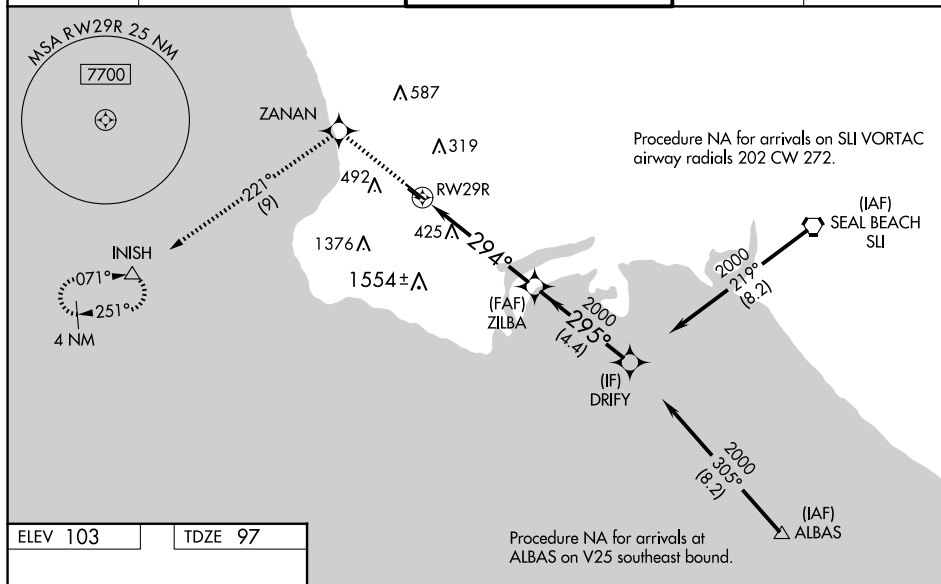 MSA RW29R 25 NM
7700
587
ZANAN
319
Procedure NA for arrivals on SLI VORTAC
airway radials 202 CW 272.
492
RW29R
221°
(9)
(IAF)
SEAL BEACH
SLI
1376
425
294°
INISH
071°
1554±
2000
219°
(8.2)
251°
4 NM
(FAF)
ZILBA
2000
295°
(4.4)
(IF)
DRIFY
2000
305°
(8.2)
(IAF)
ALBAS
ELEV 103
TDZE 97
Procedure NA for arrivals at
ALBAS on V25 southeast bound.